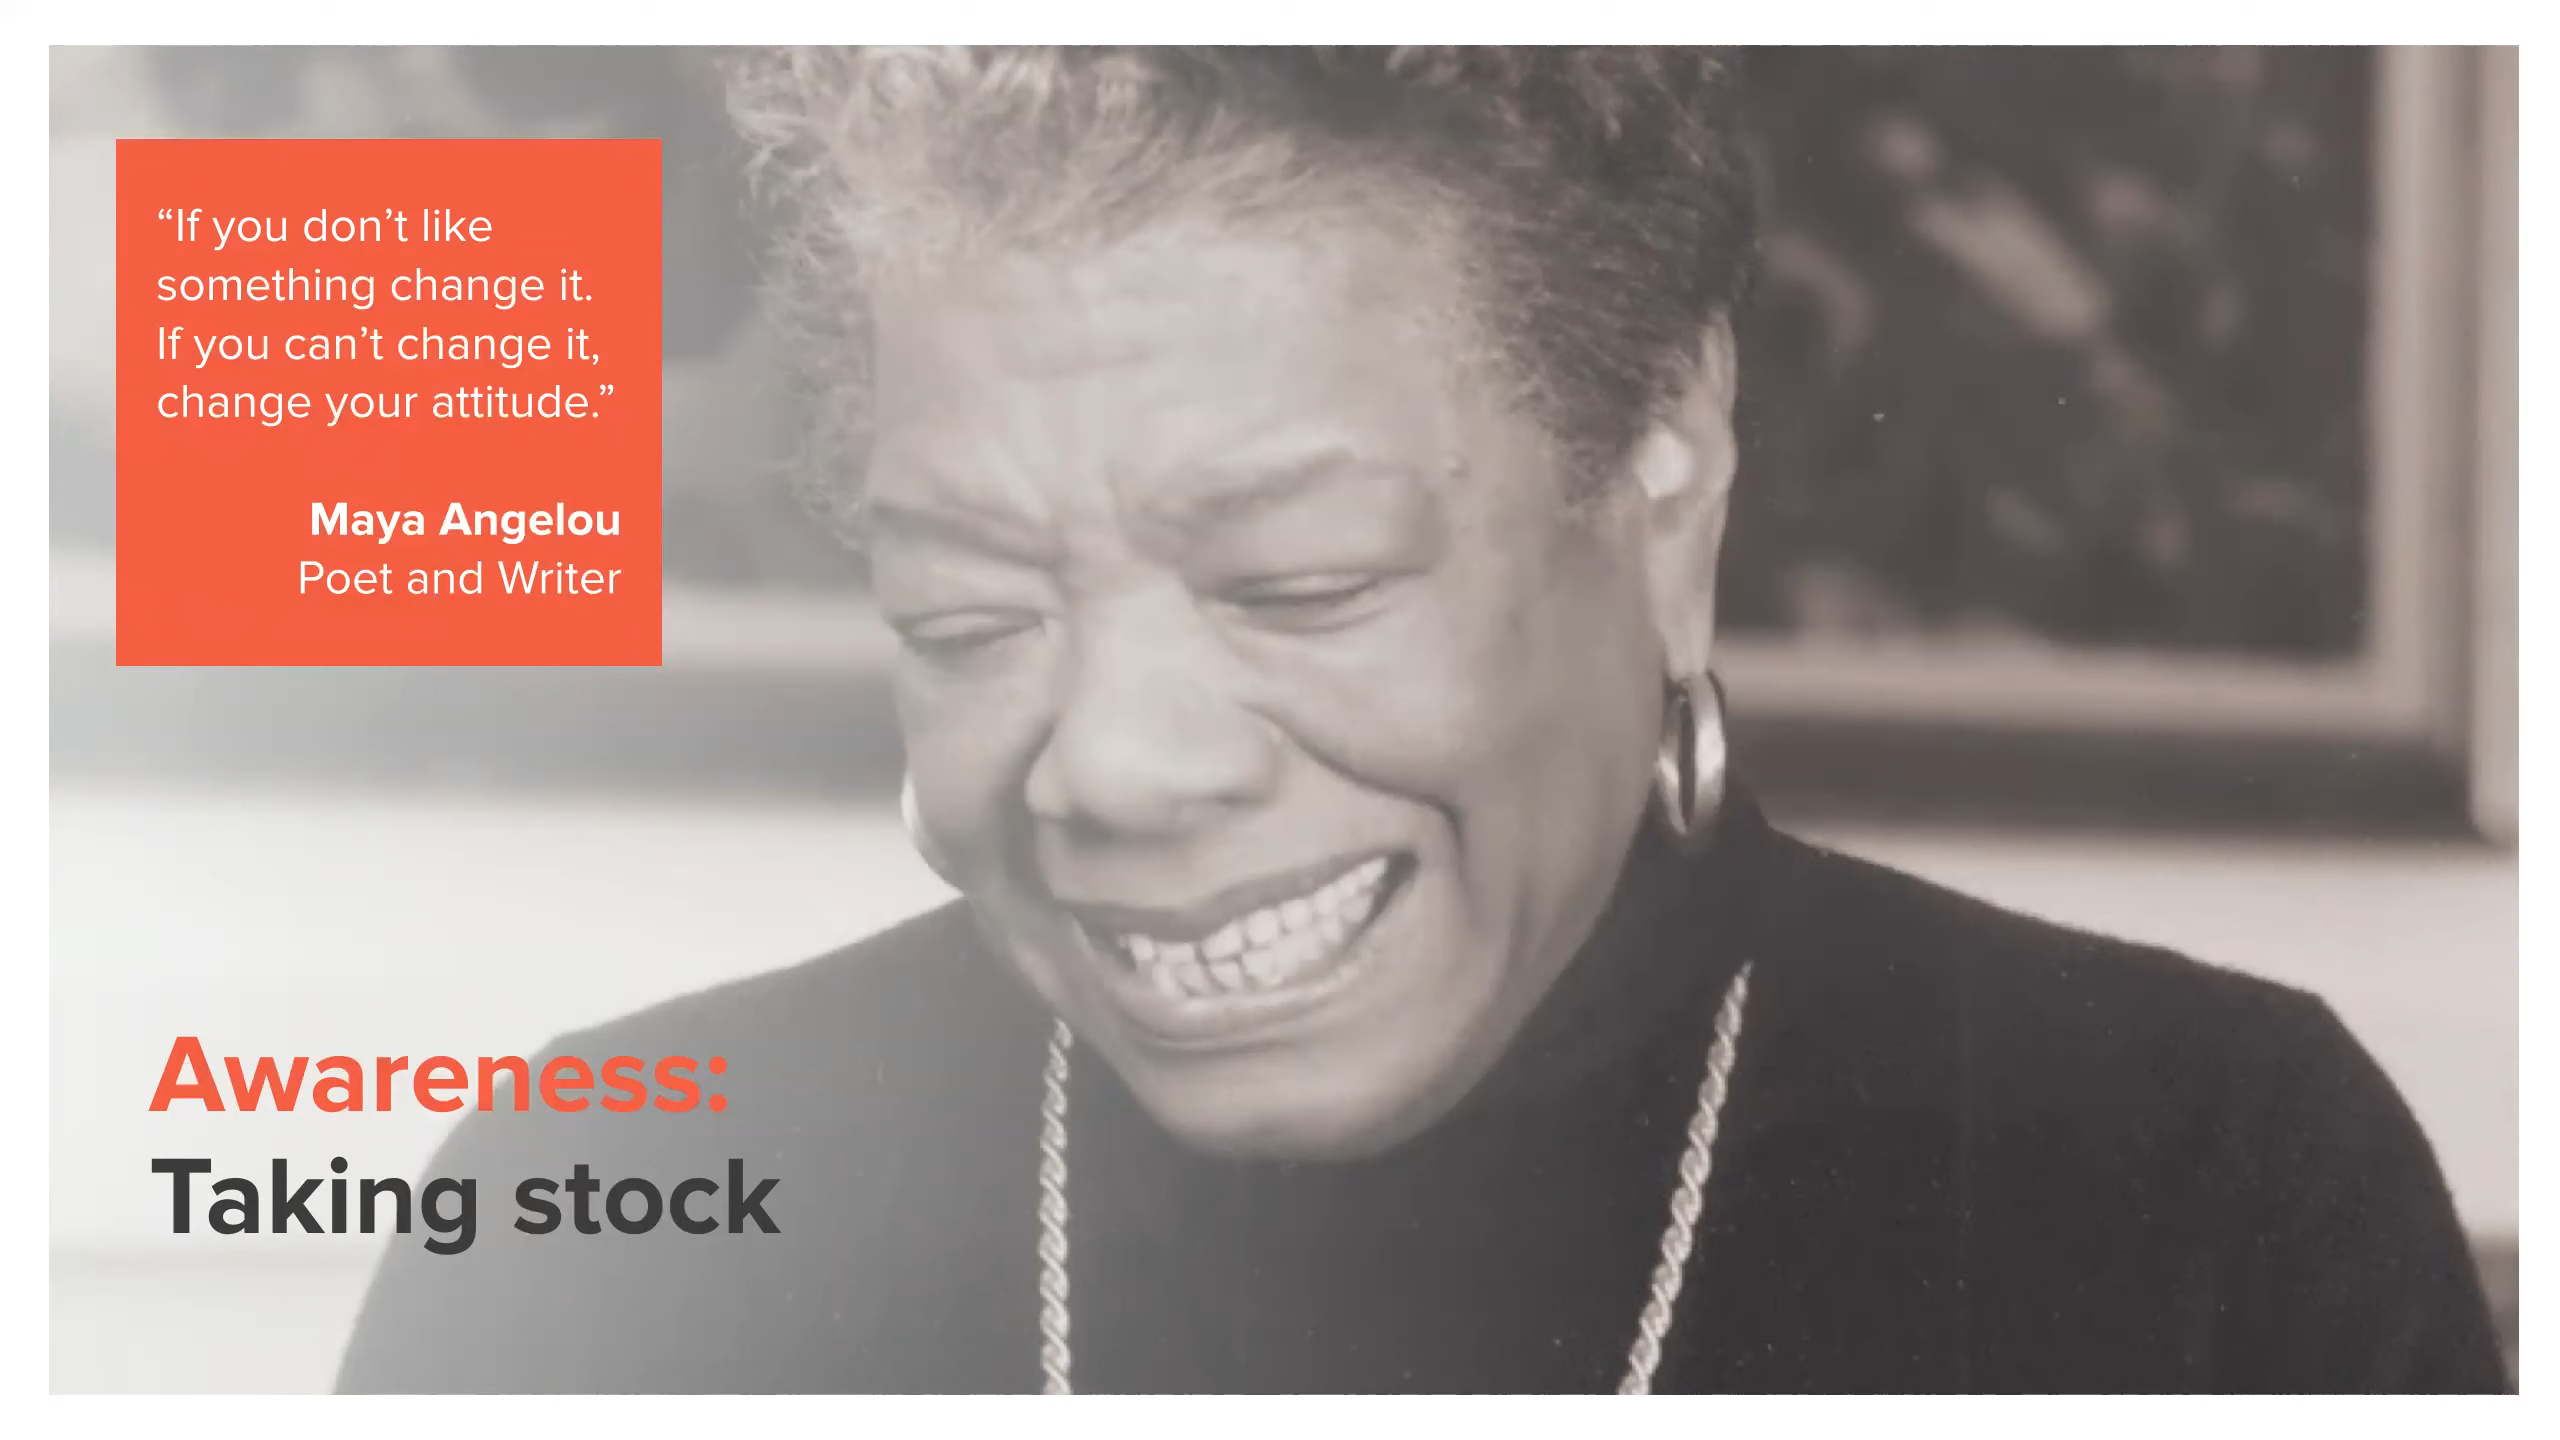 “If you don’t like
something change it.
If you can’t change it,
change your attitude.”
Maya Angelou
Poet and Writer
Awareness:
Taking stock